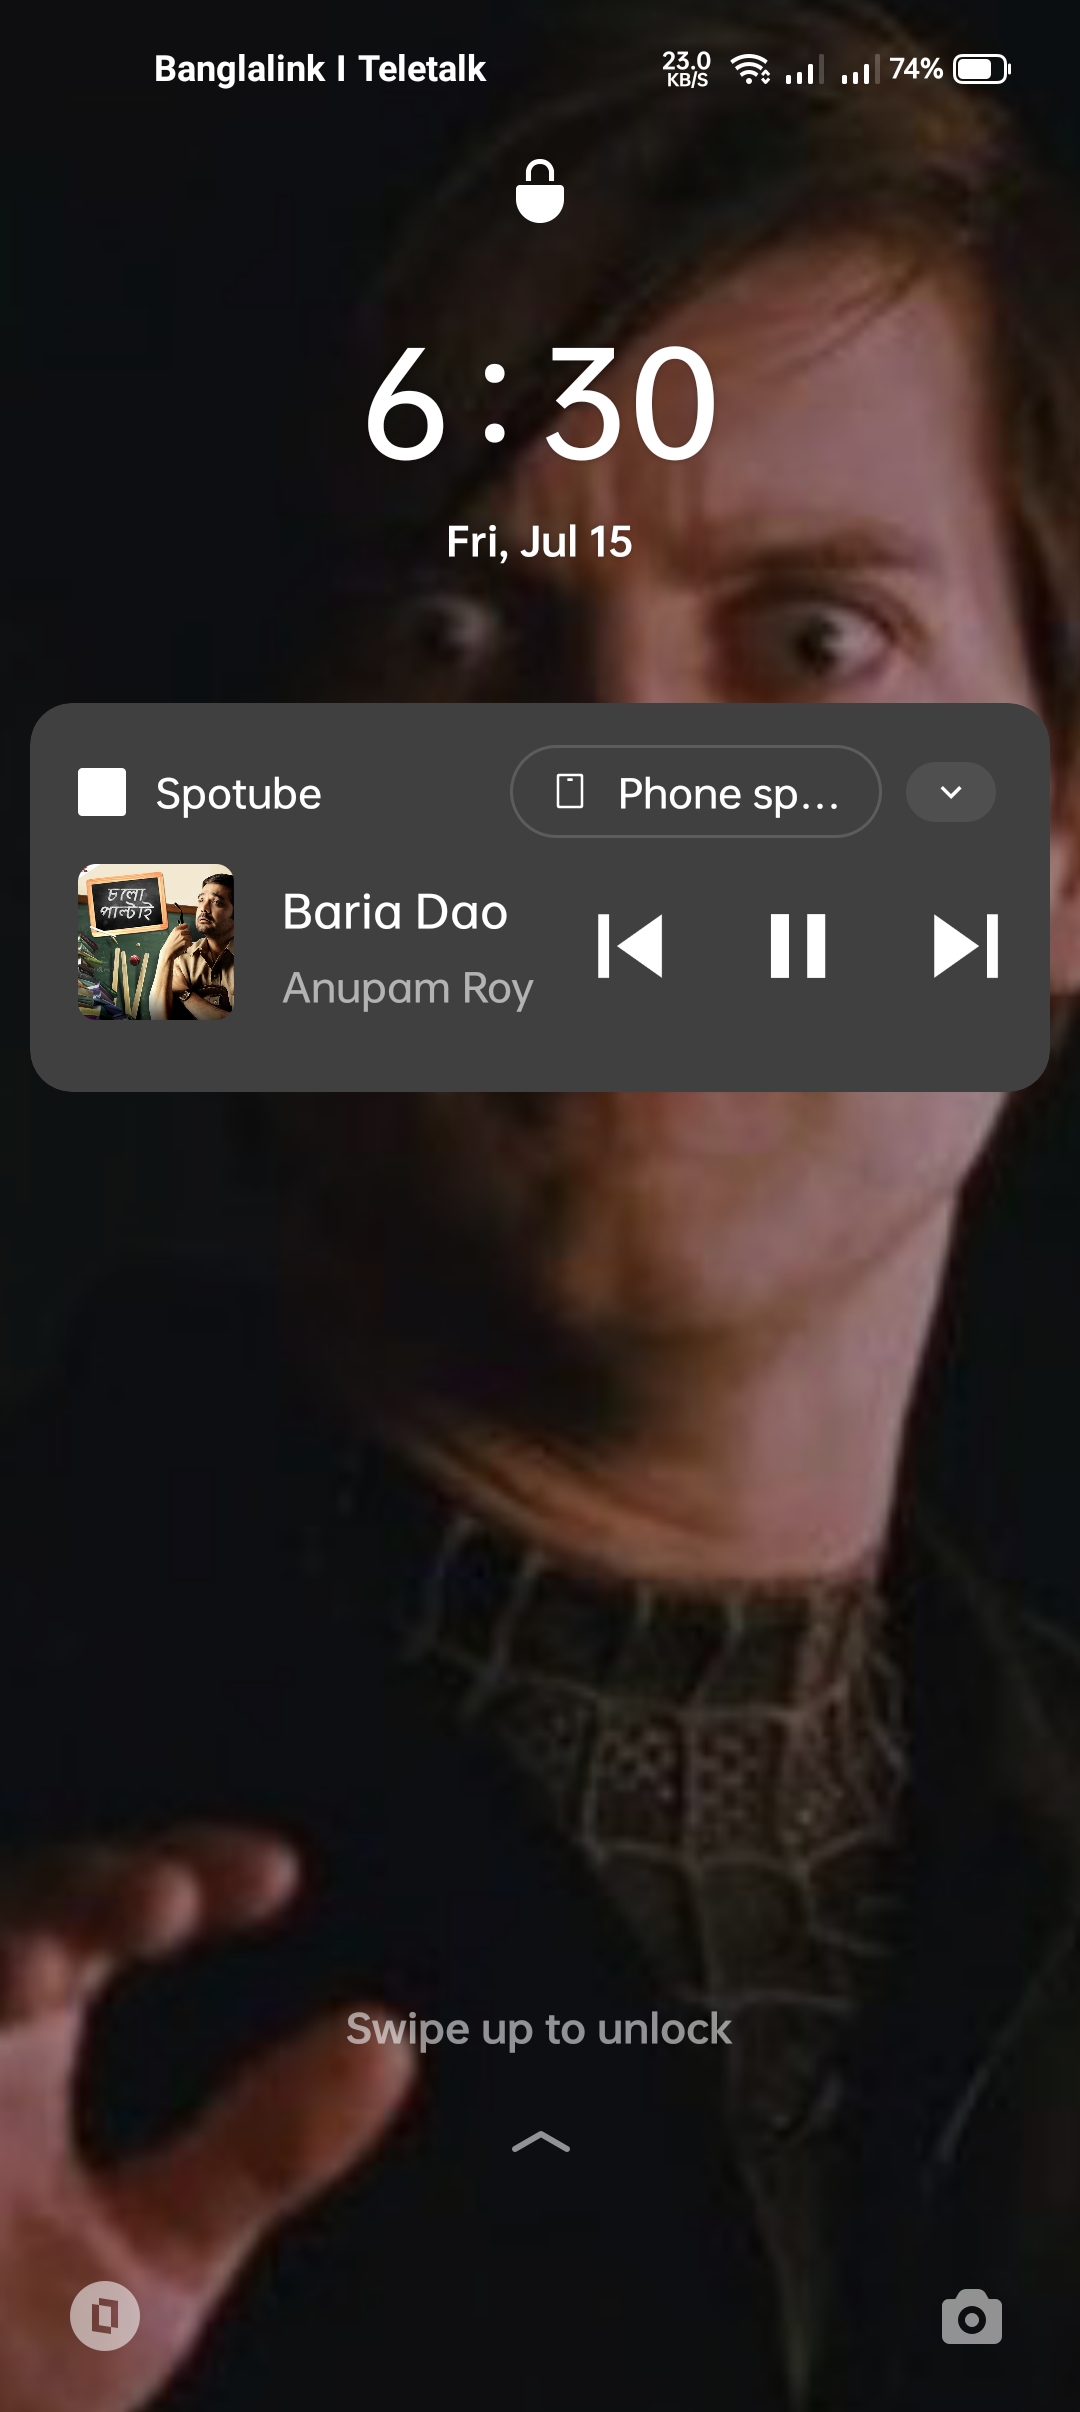 Banglalink I Teletalk 23.0 KB/S 74%
6:30
Fri, Jul 15
Spotube Phone sp...
চলো
পাল্টাই
Baria Dao
Anupam Roy
Swipe up to unlock